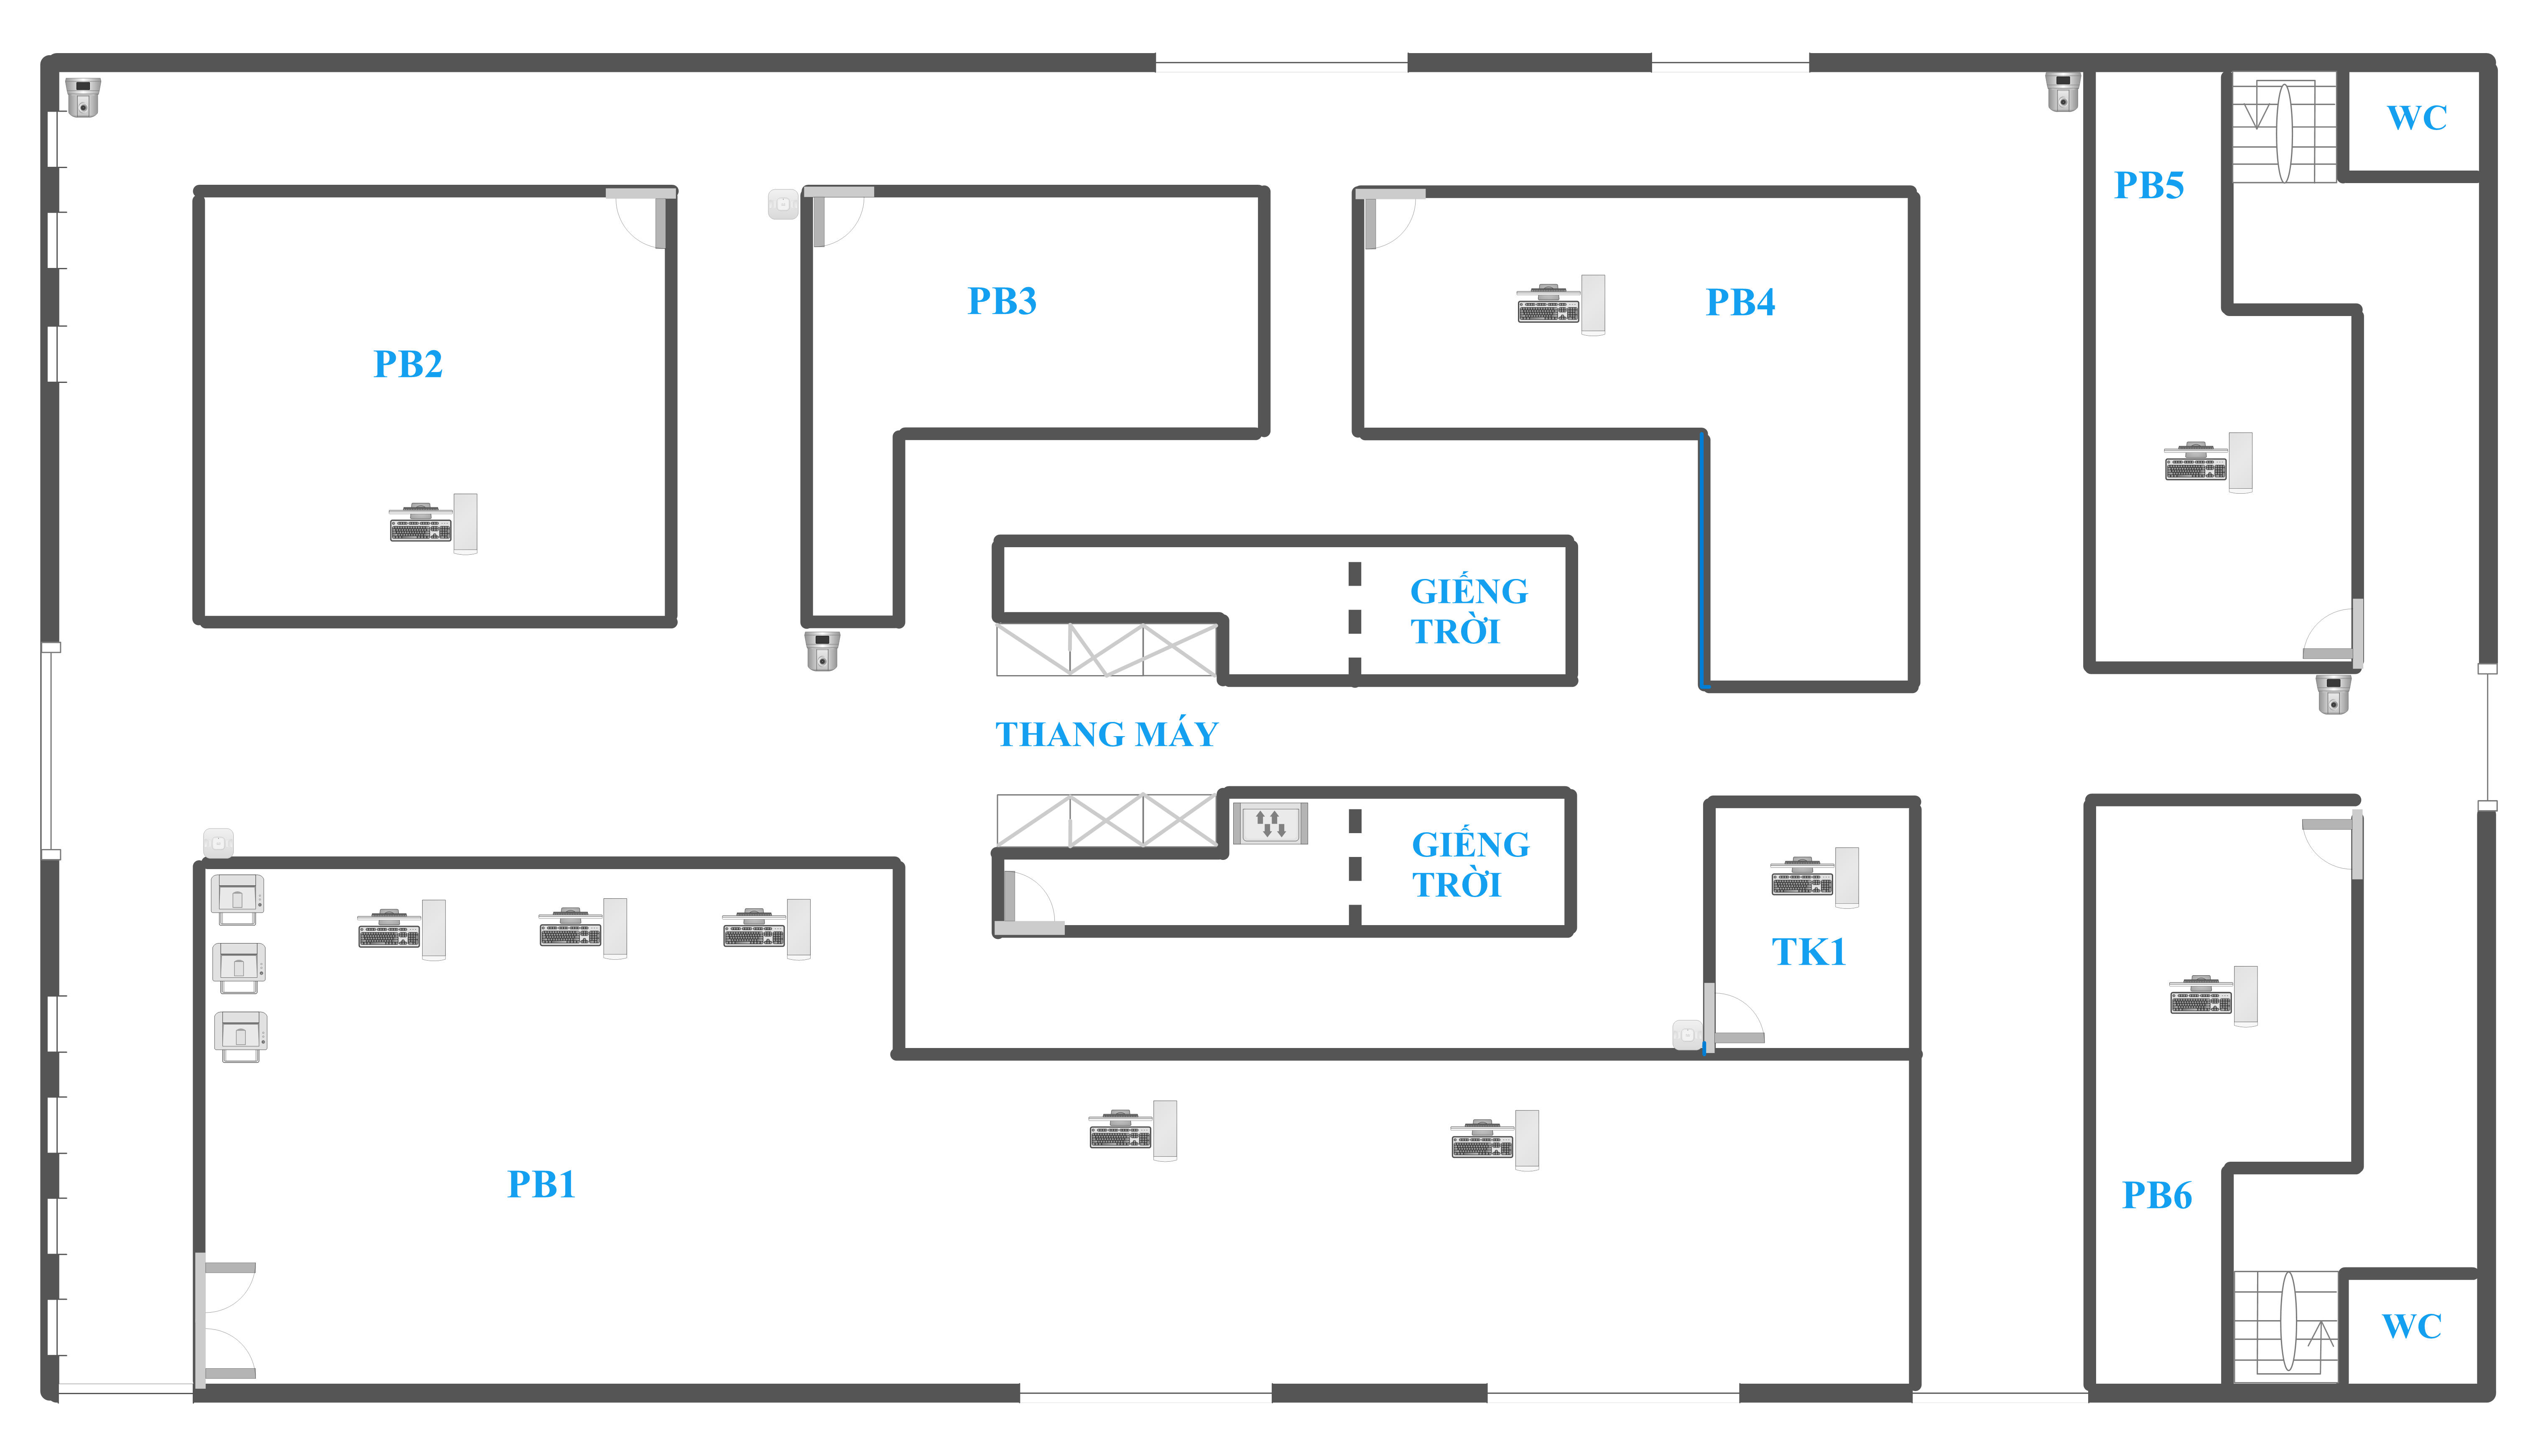 WC
PB5
PB3
PB4
PB2
GIẾNG
TRỜI
THANG MÁY
GIẾNG
TRỜI
TK1
PB1
PB6
WC